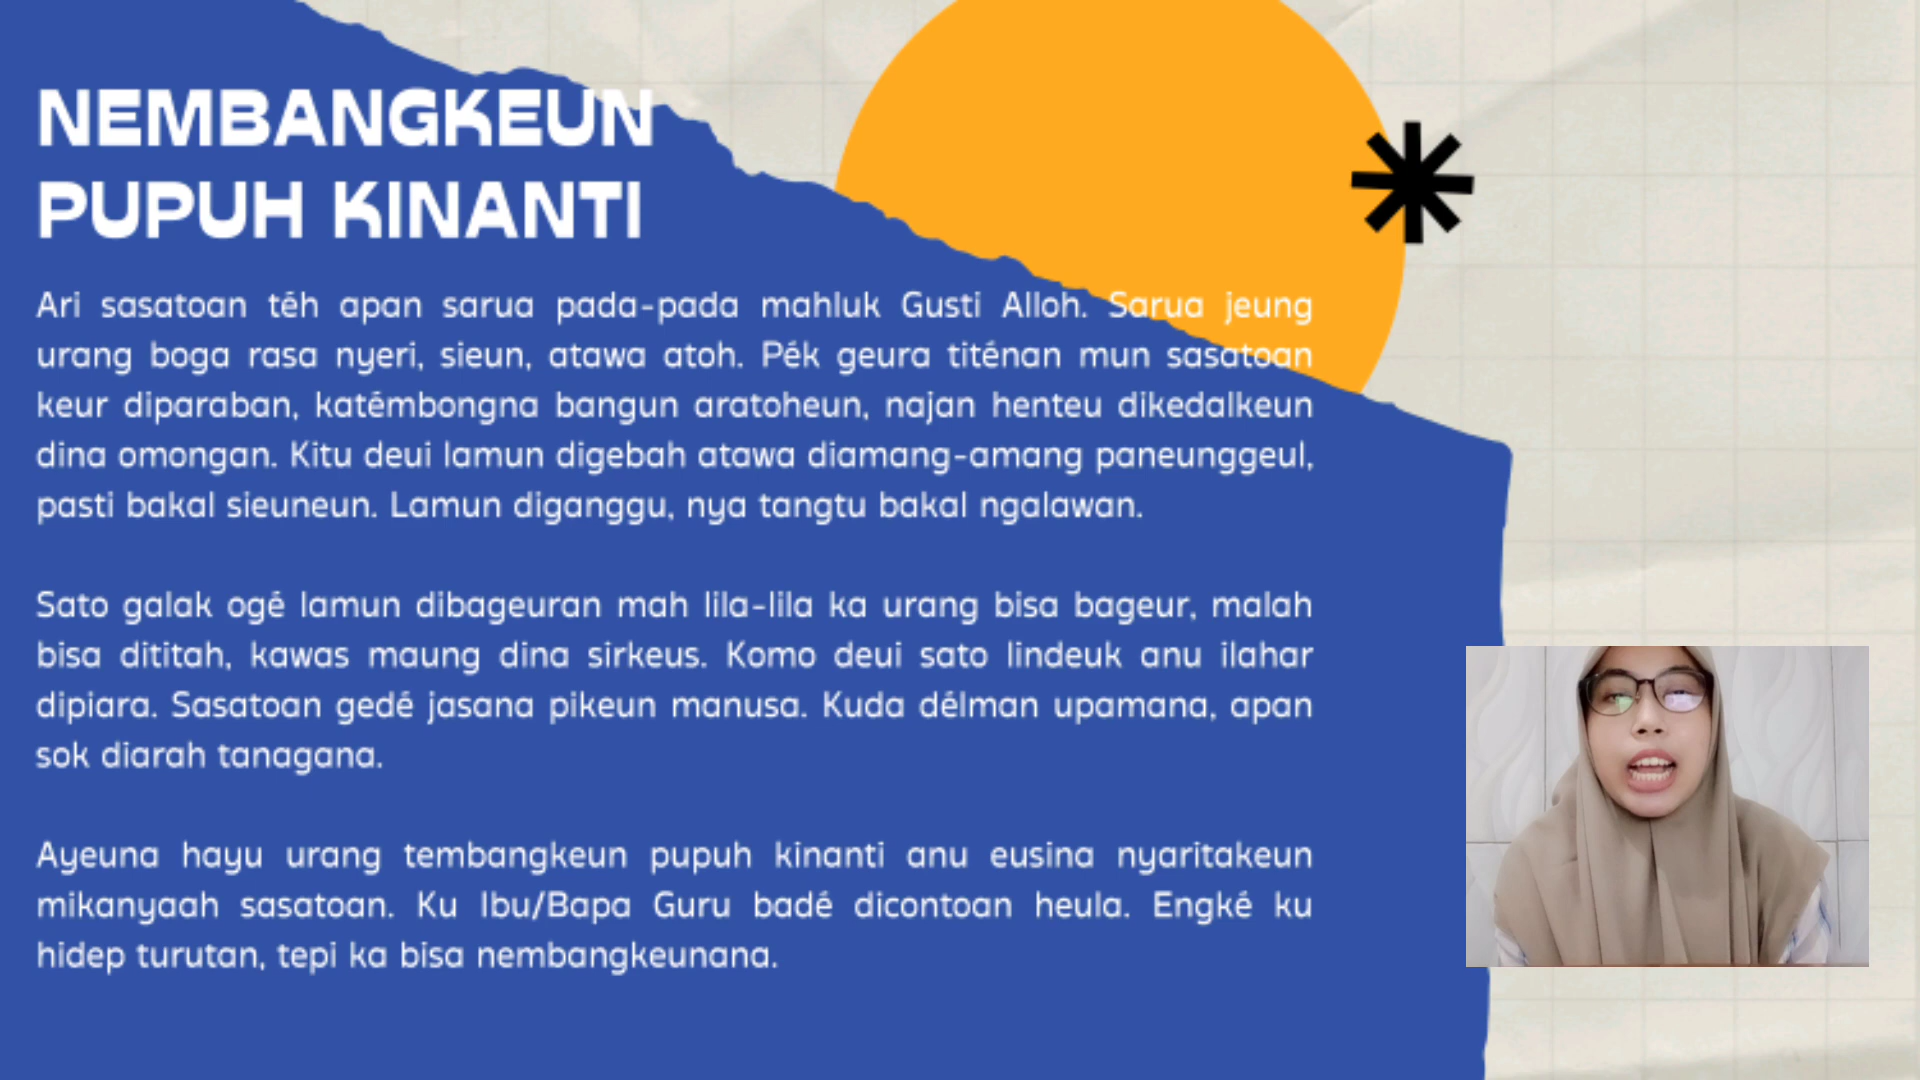 NEMBANGKEUN
PUPUH KINANTI
Ari sasatoan téh apan sarua pada-pada mahluk Gusti Alloh. Sarua jeung
urang boga rasa nyeri, sieun, atawa atoh. Pék geura titénan mun sasatoan
keur diparaban, katémbongna bangun aratoheun, najan henteu dikedalkeun
dina omongan. Kitu deui lamun digebah atawa diamang-amang paneunggeul,
pasti bakal sieuneun. Lamun diganggu, nya tangtu bakal ngalawan.
Sato galak ogé lamun dibageuran mah lila-lila ka urang bisa bageur, malah
bisa dititah, kawas maung dina sirkeus. Komo deui sato lindeuk anu ilahar
dipiara. Sasatoan gedé jasana pikeun manusa. Kuda délman upamana, apan
sok diarah tanagana.
Ayeuna hayu urang tembangkeun pupuh kinanti anu eusina nyaritakeun
mikanyaah sasatoan. Ku Ibu/Bapa Guru badé dicontoan heula. Engké ku
hidep turutan, tepi ka bisa nembangkeunana.